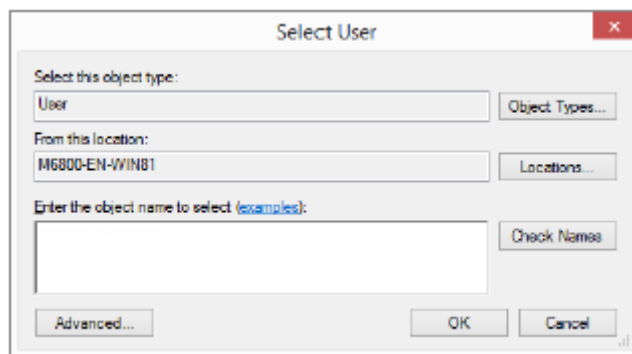 Select User
Select this object type:
User
Object Types...
From this location:
M6800-EN-WIN81
Locations...
Enter the object name to select (examples):
Check Names
Advanced...
OK
Cancel